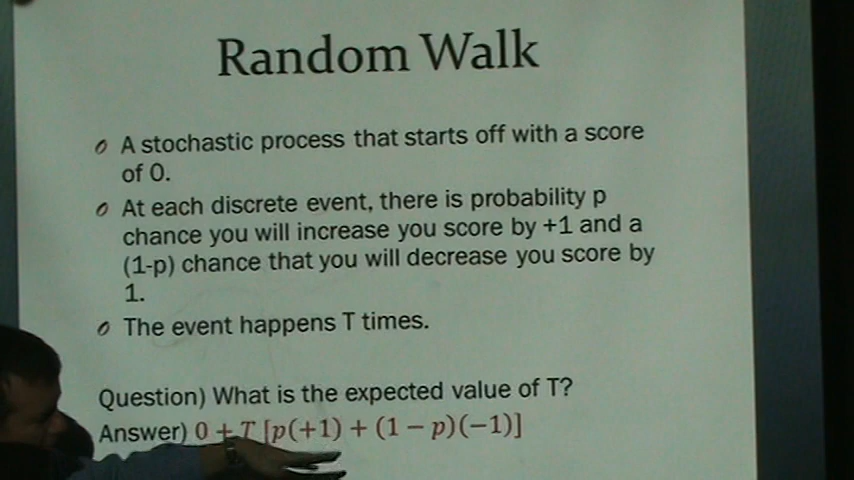 Random Walk
A stochastic process that starts off with a score
of 0.
At each discrete event, there is probability p
chance you will increase you score by +1 and a
(1-p) chance that you will decrease you score by
1.
The event happens T times.
Question) What is the expected value of T?
Answer) 0 + T [p(+1) + (1 − p)(−1)]